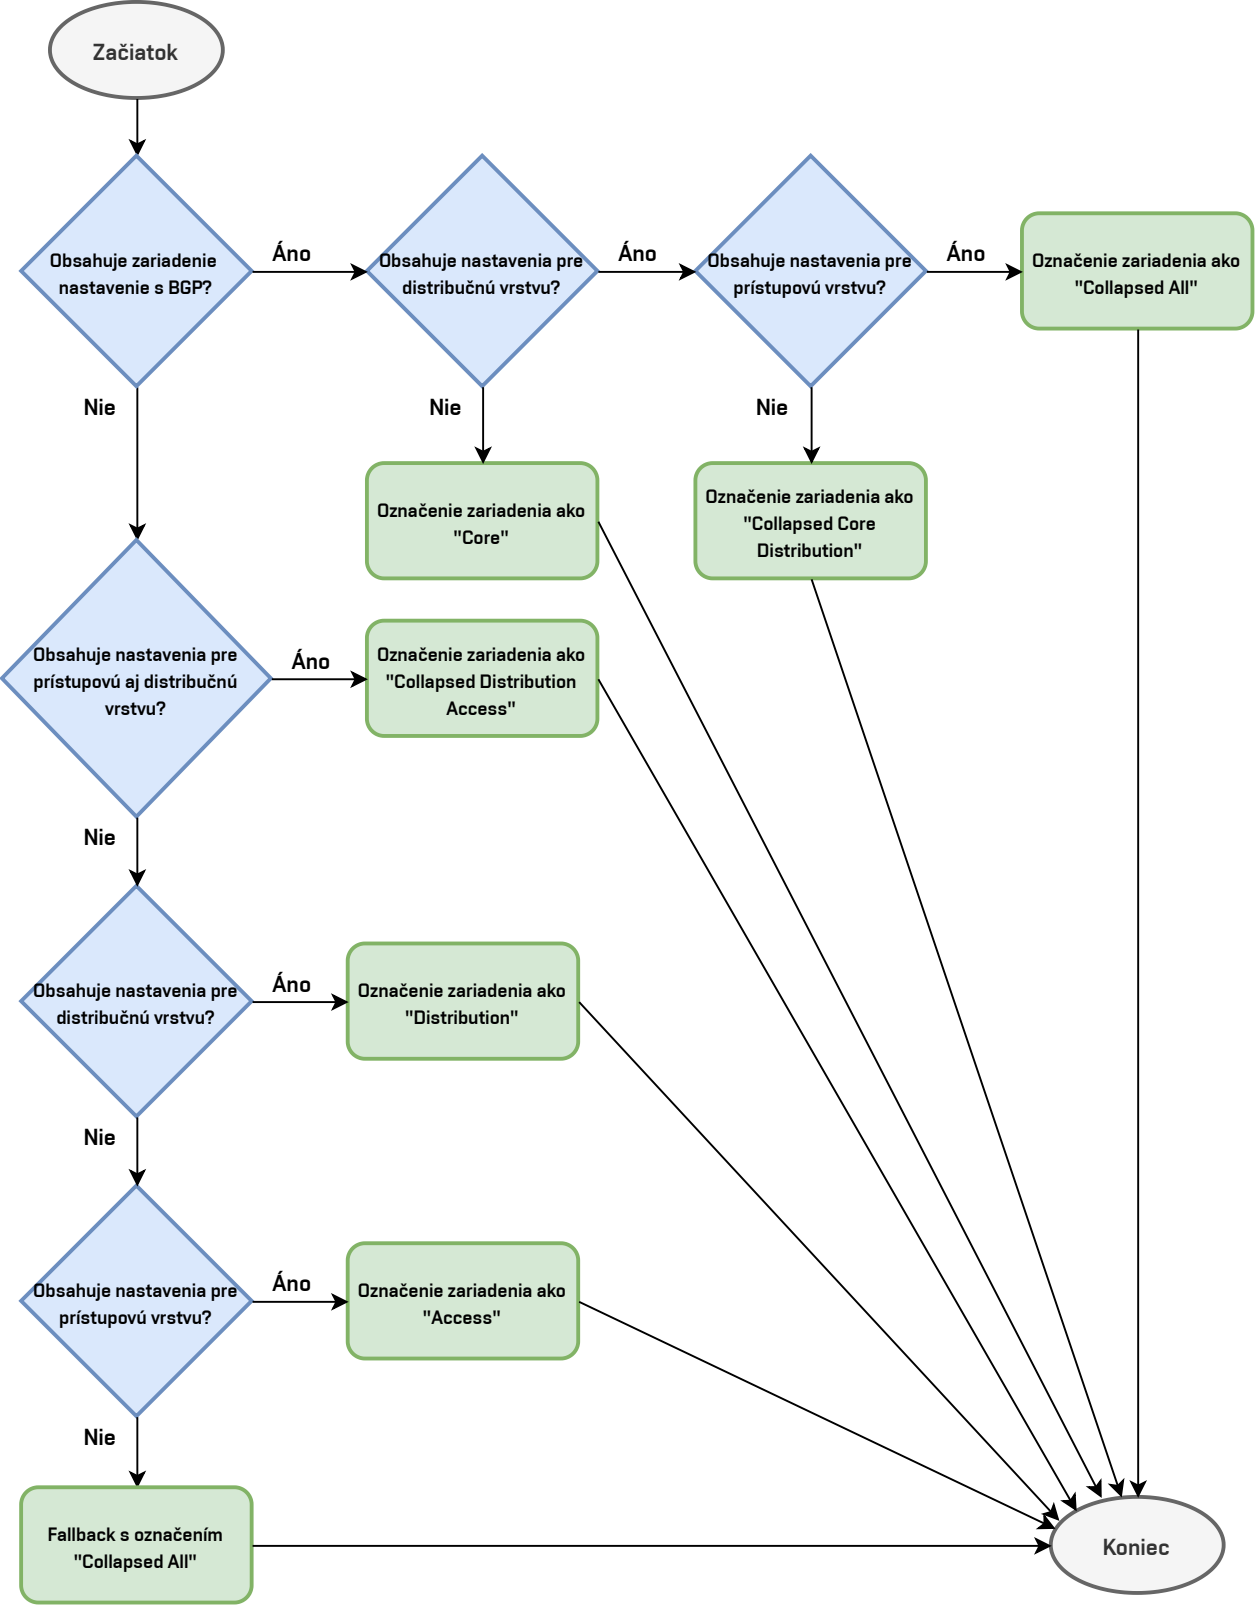 Začiatok
Obsahuje zariadenie
nastavenie s BGP?
Áno
Obsahuje nastavenia pre
distribučnú vrstvu?
Áno
Obsahuje nastavenia pre
prístupovú vrstvu?
Áno
Označenie zariadenia ako
"Collapsed All"
Nie
Nie
Nie
Označenie zariadenia ako
"Core"
Označenie zariadenia ako
"Collapsed Core
Distribution"
Obsahuje nastavenia pre
prístupovú aj distribučnú
vrstvu?
Áno
Označenie zariadenia ako
"Collapsed Distribution
Access"
Nie
Obsahuje nastavenia pre
distribučnú vrstvu?
Áno
Označenie zariadenia ako
"Distribution"
Nie
Obsahuje nastavenia pre
prístupovú vrstvu?
Áno
Označenie zariadenia ako
"Access"
Nie
Fallback s označením
"Collapsed All"
Koniec